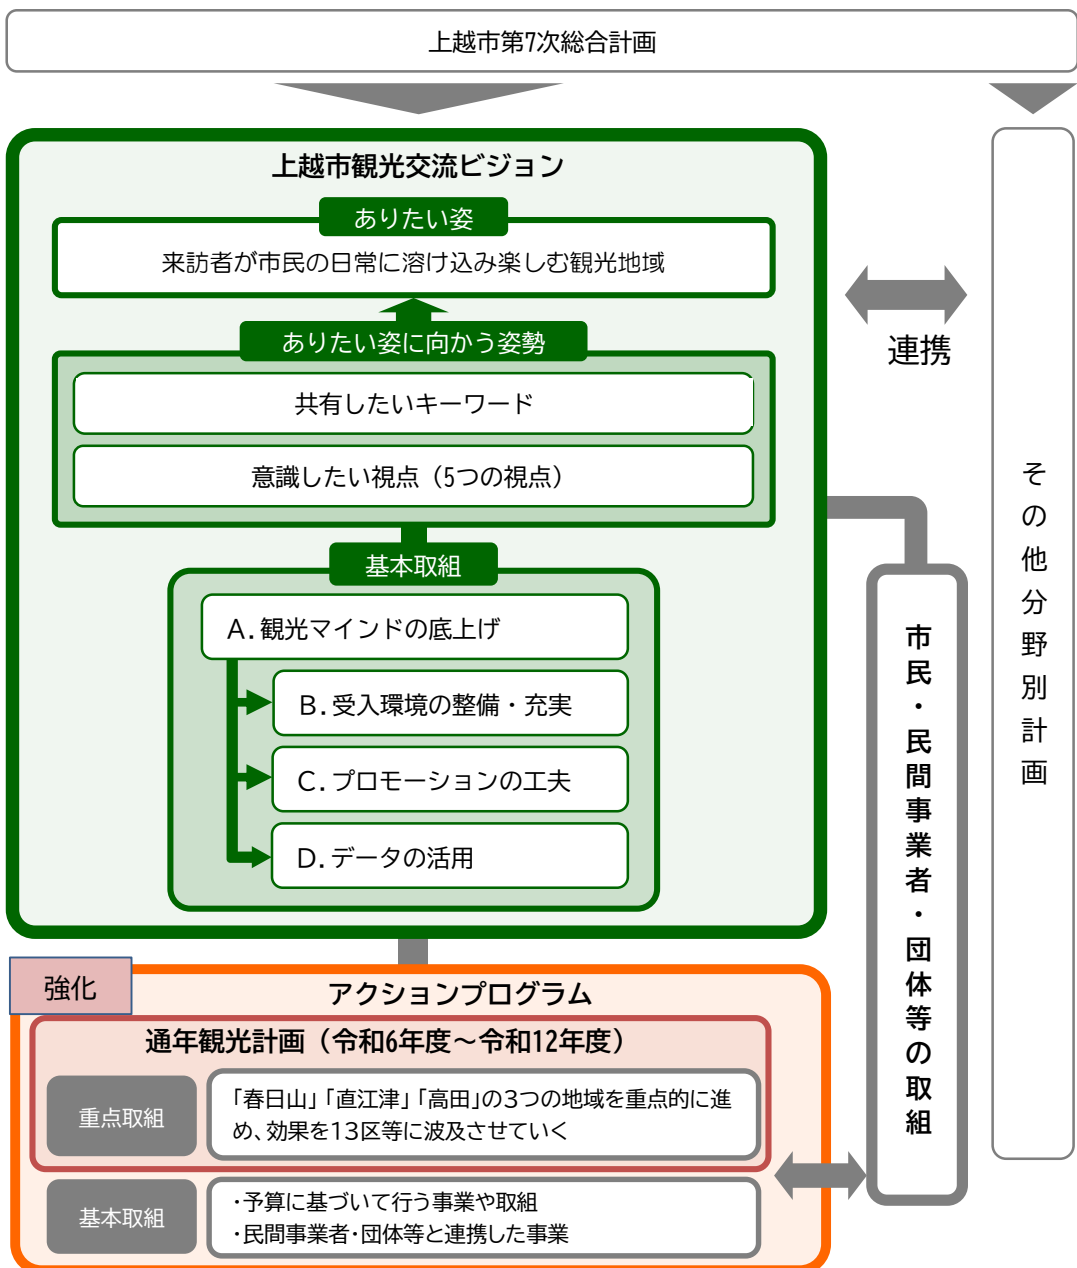 上越市第7次総合計画
上越市観光交流ビジョン
ありたい姿
来訪者が市民の日常に溶け込み楽しむ観光地域
ありたい姿に向かう姿勢
共有したいキーワード
意識したい視点（5つの視点）
基本取組
A.観光マインドの底上げ
B.受入環境の整備・充実
C.プロモーションの工夫
D.データの活用
連携
その他分野別計画
市民・民間事業者・団体等の取組
強化
アクションプログラム
通年観光計画（令和6年度～令和12年度）
重点取組
「春日山」「直江津」「高田」の3つの地域を重点的に進
め、効果を13区等に波及させていく
基本取組
・予算に基づいて行う事業や取組
・民間事業者・団体等と連携した事業